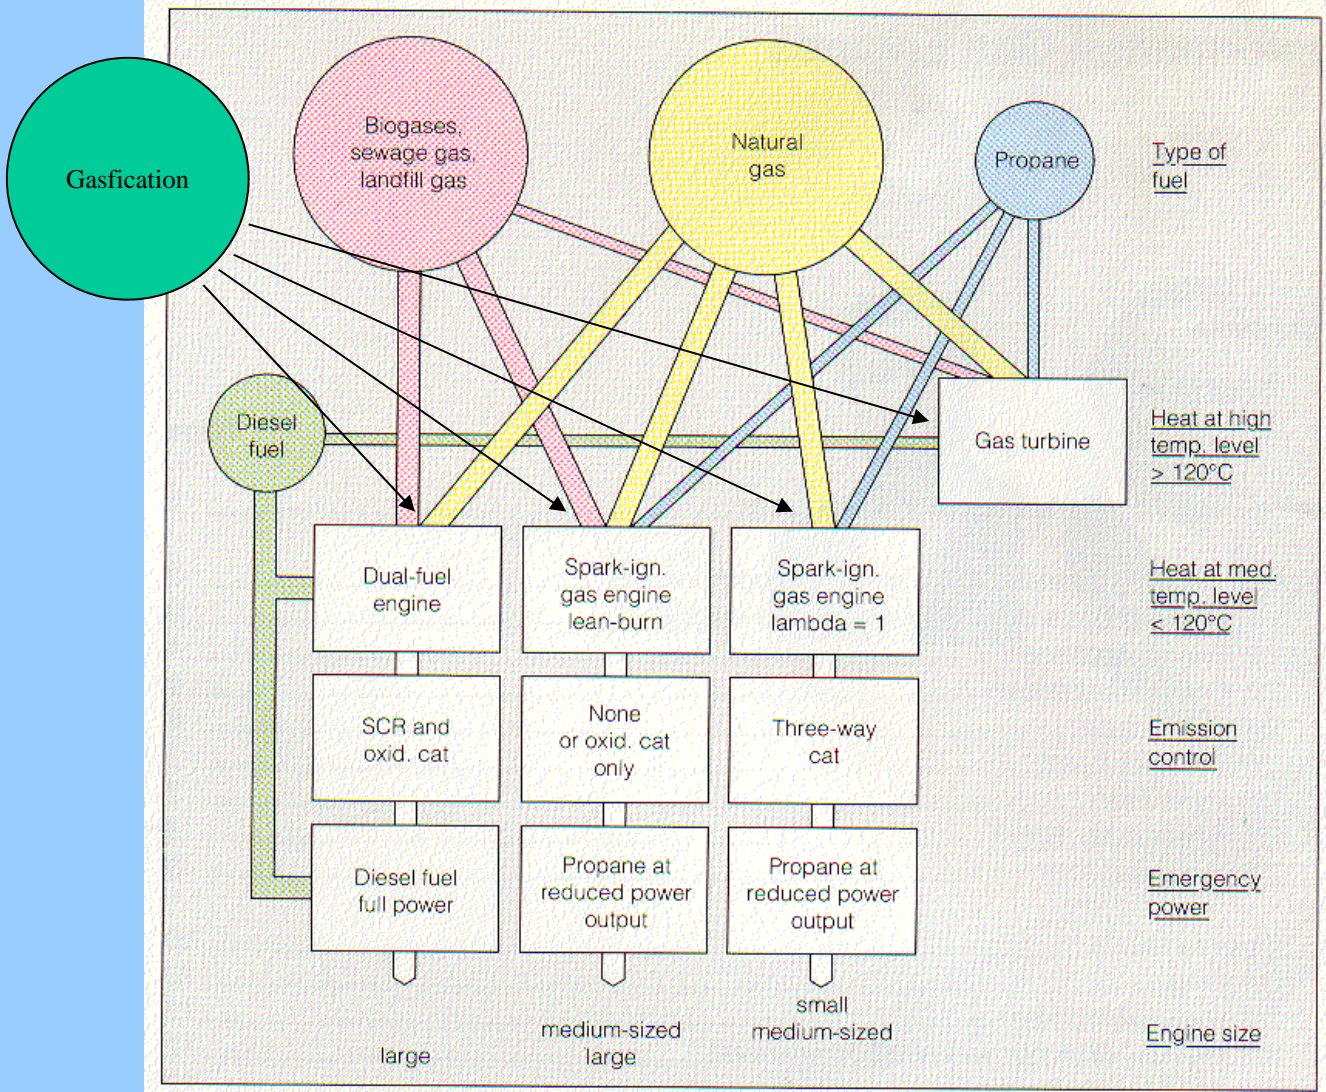 Gasfication
Biogases,
sewage gas,
landfill gas
Natural
gas
Propane
Type of
fuel
Diesel
fuel
Gas turbine
Heat at high
temp. level
> 120°C
Dual-fuel
engine
Spark-ign.
gas engine
lean-burn
Spark-ign.
gas engine
lambda = 1
Heat at med.
temp. level
< 120°C
SCR and
oxid. cat
None
or oxid. cat
only
Three-way
cat
Emission
control
Diesel fuel
full power
Propane at
reduced power
output
Propane at
reduced power
output
Emergency
power
large
medium-sized
large
small
medium-sized
Engine size